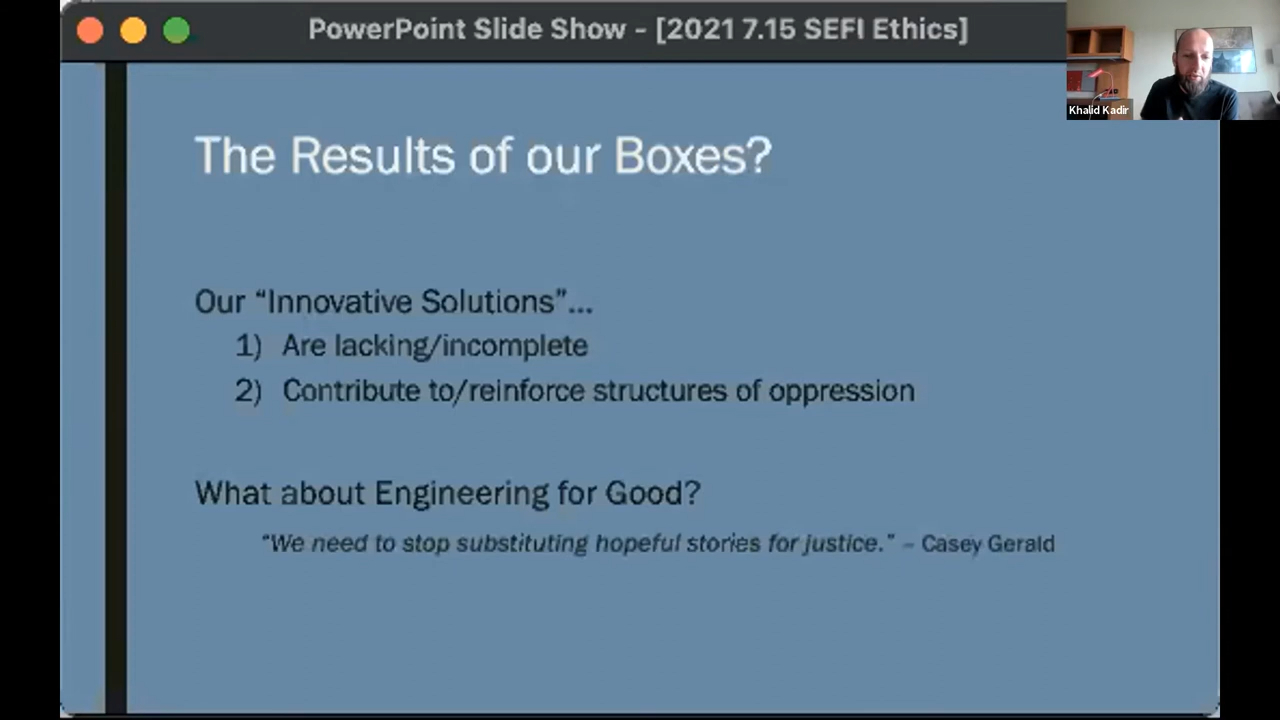 PowerPoint Slide Show - [2021 7.15 SEFI Ethics]
Khalid Kadir
The Results of our Boxes?
Our “Innovative Solutions”...
1) Are lacking/incomplete
2) Contribute to/reinforce structures of oppression
What about Engineering for Good?
“We need to stop substituting hopeful stories for justice.” – Casey Gerald